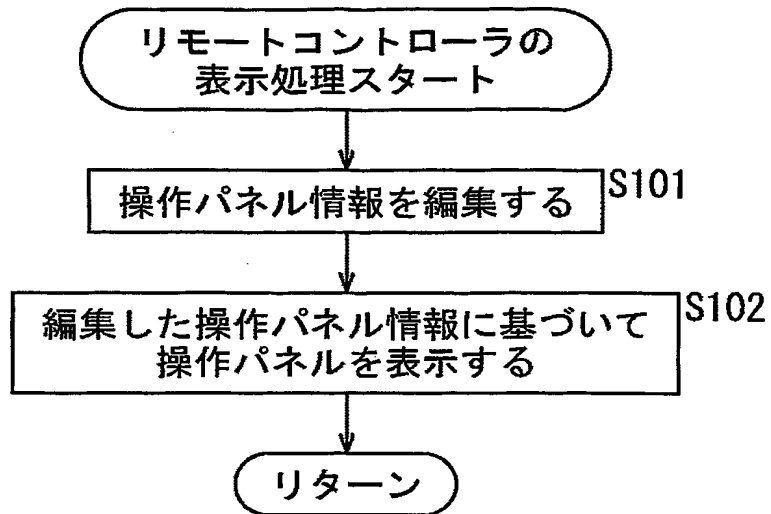 リモートコントローラの
表示処理スタート
操作パネル情報を編集する
S101
編集した操作パネル情報に基づいて
操作パネルを表示する
S102
リターン